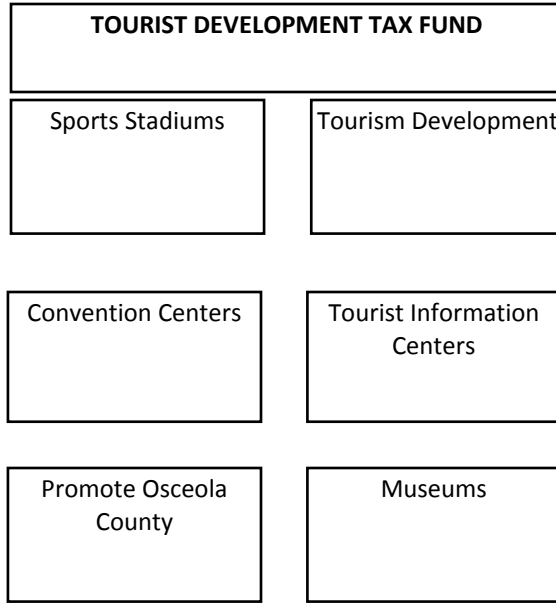 TOURIST DEVELOPMENT TAX FUND
Sports Stadiums
Tourism Development
Convention Centers
Tourist Information
Centers
Promote Osceola
County
Museums